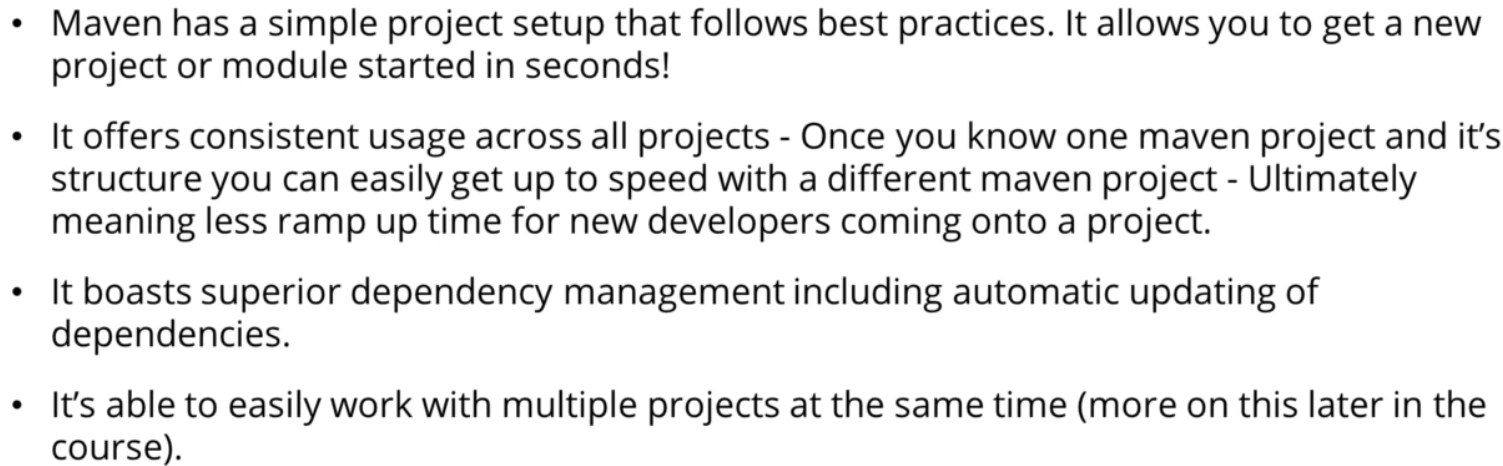 • Maven has a simple project setup that follows best practices. It allows you to get a new
project or module started in seconds!
• It offers consistent usage across all projects - Once you know one maven project and it’s
structure you can easily get up to speed with a different maven project - Ultimately
meaning less ramp up time for new developers coming onto a project.
• It boasts superior dependency management including automatic updating of
dependencies.
• It’s able to easily work with multiple projects at the same time (more on this later in the
course).